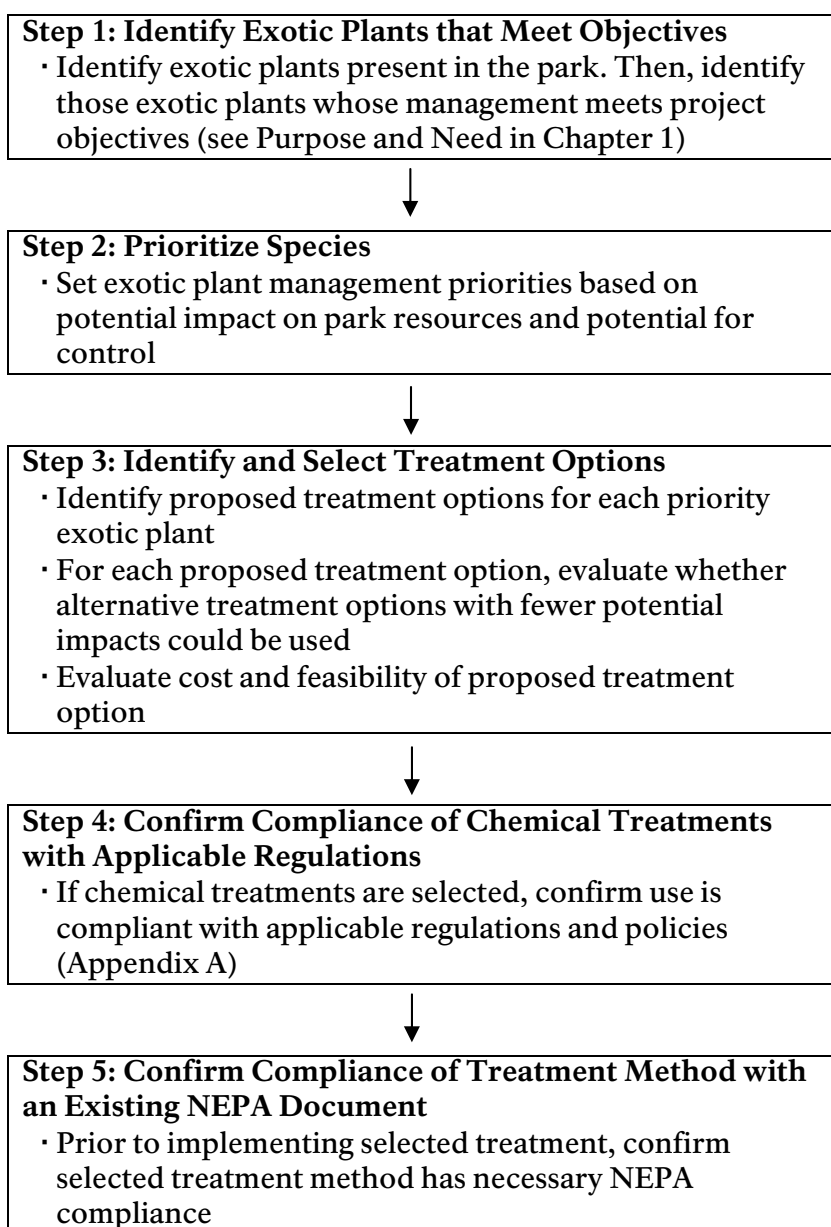 Step 1: Identify Exotic Plants that Meet Objectives
· Identify exotic plants present in the park. Then, identify
those exotic plants whose management meets project
objectives (see Purpose and Need in Chapter 1)
Step 2: Prioritize Species
· Set exotic plant management priorities based on
potential impact on park resources and potential for
control
Step 3: Identify and Select Treatment Options
· Identify proposed treatment options for each priority
exotic plant
· For each proposed treatment option, evaluate whether
alternative treatment options with fewer potential
impacts could be used
· Evaluate cost and feasibility of proposed treatment
option
Step 4: Confirm Compliance of Chemical Treatments
with Applicable Regulations
· If chemical treatments are selected, confirm use is
compliant with applicable regulations and policies
(Appendix A)
Step 5: Confirm Compliance of Treatment Method with
an Existing NEPA Document
· Prior to implementing selected treatment, confirm
selected treatment method has necessary NEPA
compliance